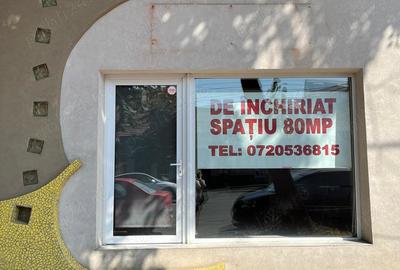 DE INCHIRIAT
SPAȚIU 80MP
TEL: 0720536815